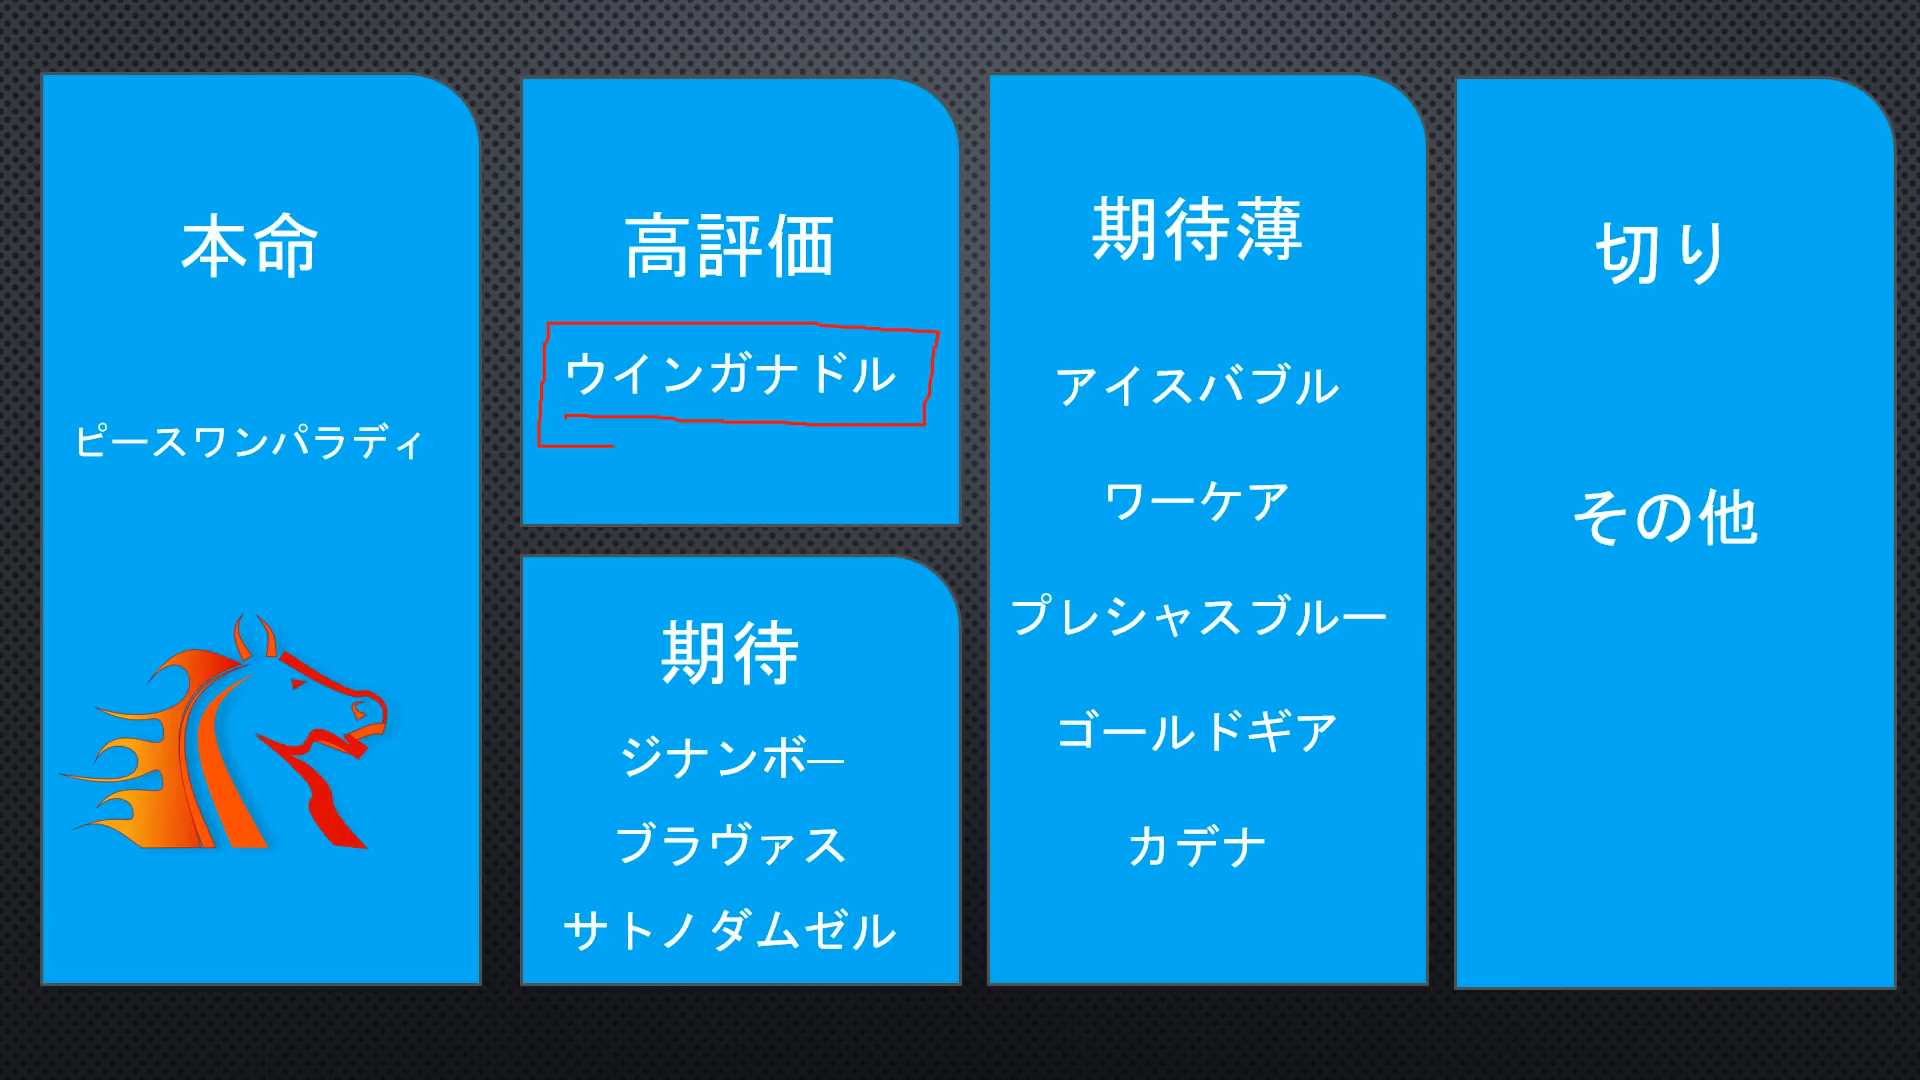 本命
ピースワンパラディ
高評価
ウインガナドル
期待
ジナンボー
ブラヴァス
サトノダムゼル
期待薄
アイスバブル
ワーケア
プレシャスブルー
ゴールドギア
カデナ
切り
その他